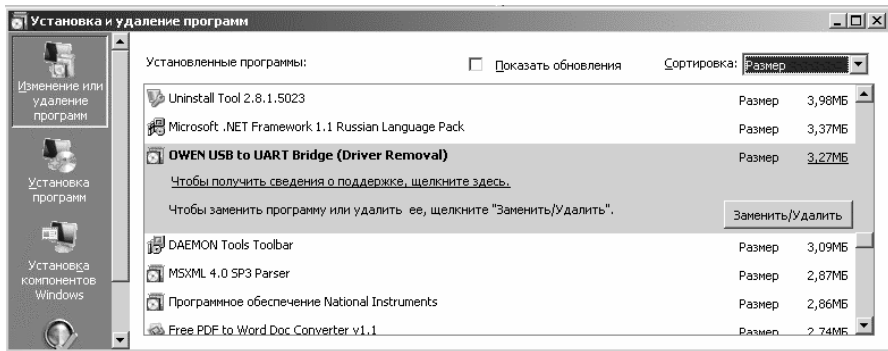 Установка и удаление программ
Изменение или
удаление
программ
Установка
программ
Установка
компонентов
Windows
Установленные программы:
Показать обновления
Сортировка: Размер
Uninstall Tool 2.8.1.5023 Размер 3,98МБ
Microsoft .NET Framework 1.1 Russian Language Pack Размер 3,37МБ
OWEN USB to UART Bridge (Driver Removal) Размер 3,27МБ
Чтобы получить сведения о поддержке, щелкните здесь.
Чтобы заменить программу или удалить ее, щелкните "Заменить/Удалить". Заменить/Удалить
DAEMON Tools Toolbar Размер 3,09МБ
MSXML 4.0 SP3 Parser Размер 2,87МБ
Программное обеспечение National Instruments Размер 2,86МБ
Free PDF to Word Doc Converter v1.1 Размер 2,74МБ